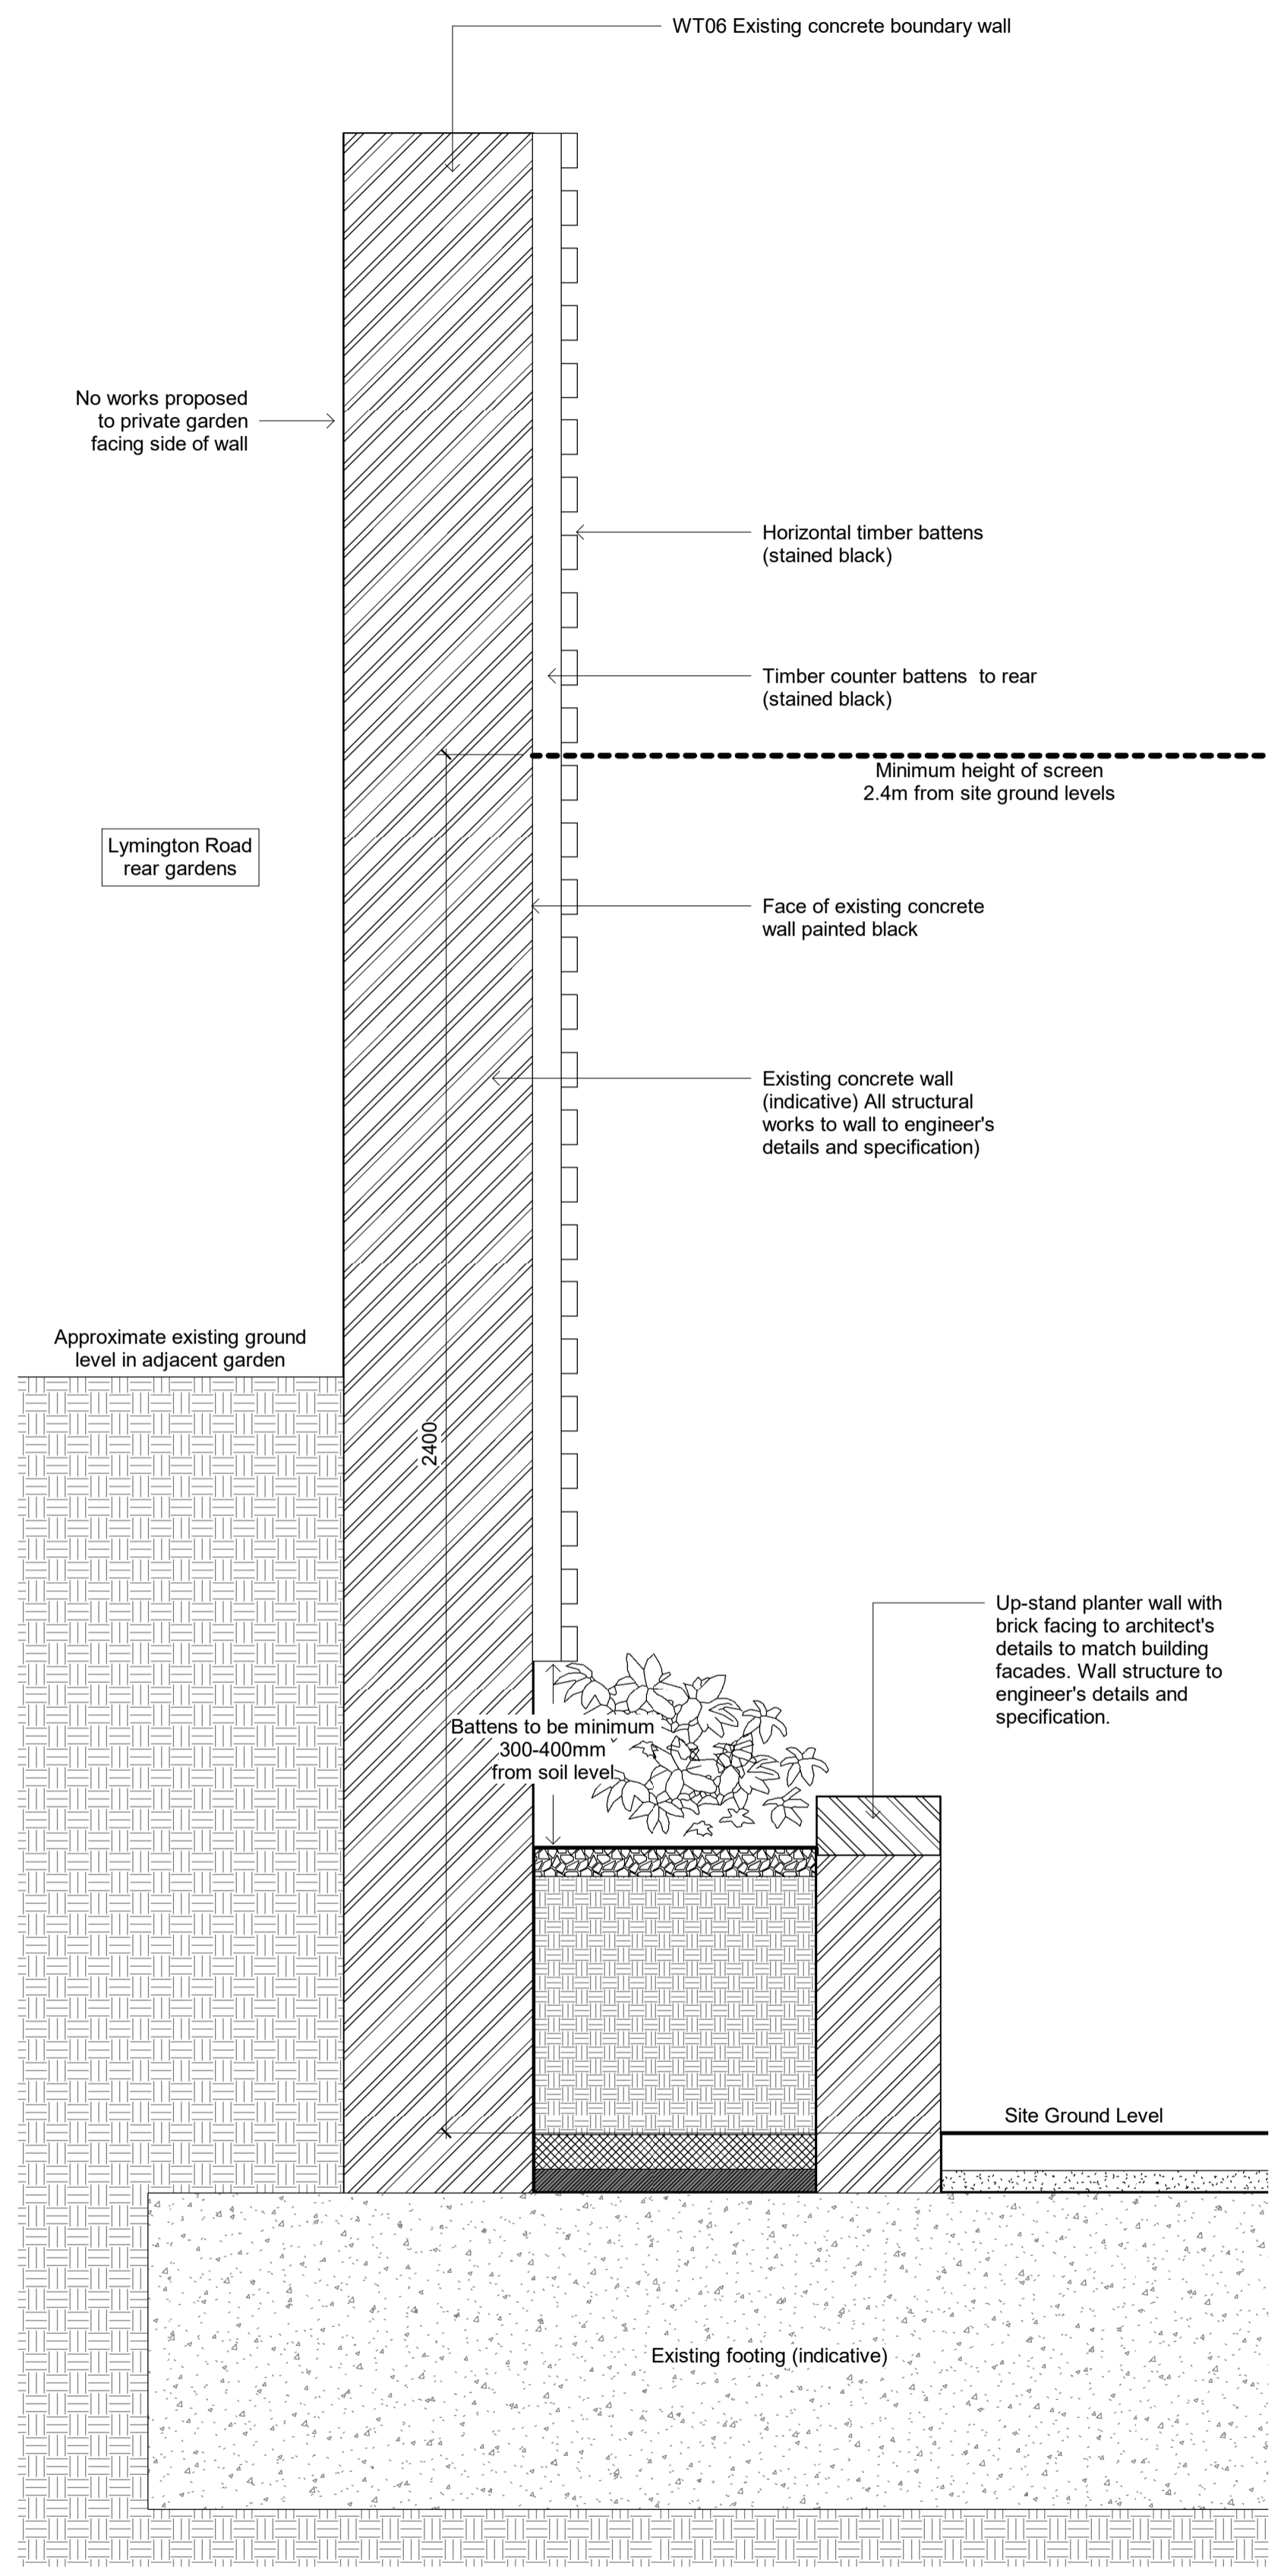 WT06 Existing concrete boundary wall
No works proposed
to private garden
facing side of wall
Horizontal timber battens
(stained black)
Timber counter battens to rear
(stained black)
Minimum height of screen
2.4m from site ground levels
Lymington Road
rear gardens
Face of existing concrete
wall painted black
Existing concrete wall
(indicative) All structural
works to wall to engineer's
details and specification)
Approximate existing ground
level in adjacent garden
2400
Up-stand planter wall with
brick facing to architect's
details to match building
facades. Wall structure to
engineer's details and
specification.
Battens to be minimum
300-400mm
from soil level
Site Ground Level
Existing footing (indicative)